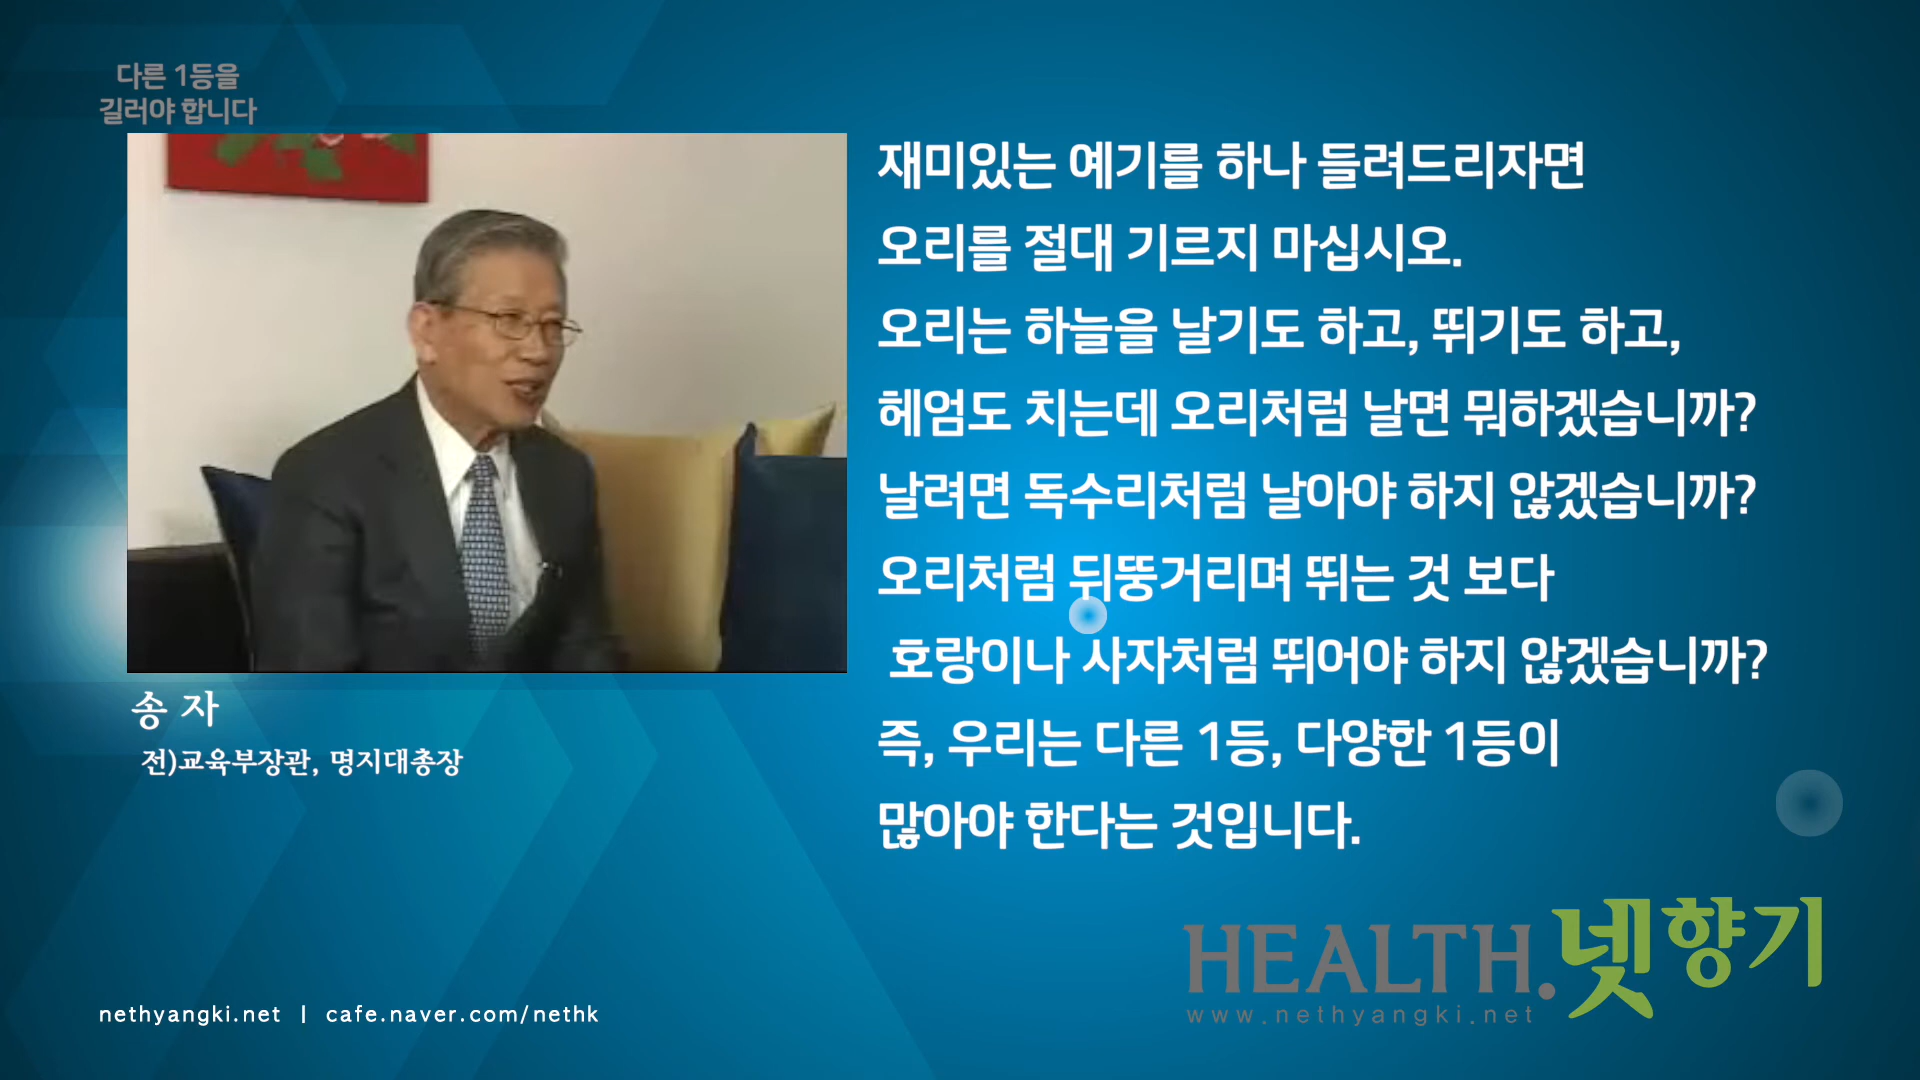 다른 1등을
길러야 합니다
재미있는 예기를 하나 들려드리자면
오리를 절대 기르지 마십시오.
오리는 하늘을 날기도 하고, 뛰기도 하고,
헤엄도 치는데 오리처럼 날면 뭐하겠습니까?
날려면 독수리처럼 날아야 하지 않겠습니까?
오리처럼 뒤뚱거리며 뛰는 것 보다
호랑이나 사자처럼 뛰어야 하지 않겠습니까?
즉, 우리는 다른 1등, 다양한 1등이
많아야 한다는 것입니다.
송 자
전)교육부장관, 명지대총장
HEALTH.넷향기
www.nethyangki.net
nethyangki.net | cafe.naver.com/nethk